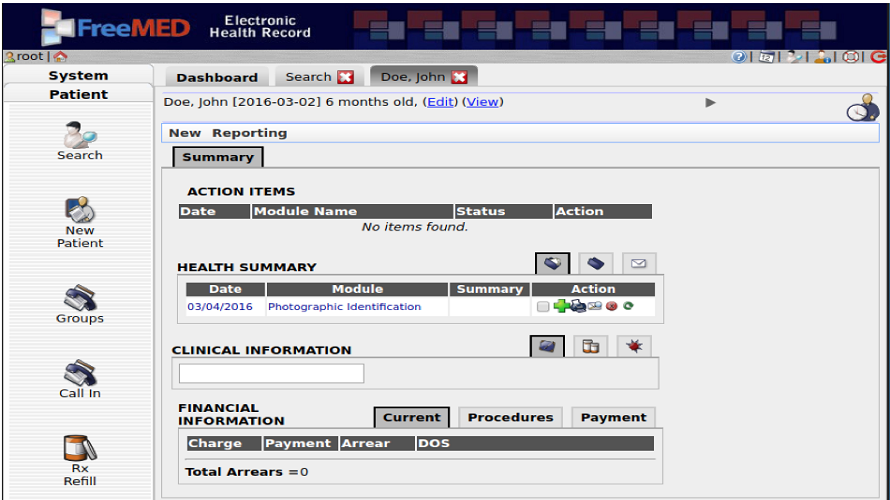 FreeMED Electronic
Health Record
root |
System
Patient
Search
New
Patient
Groups
Call In
Rx
Refill
Dashboard Search Doe, John
Doe, John [2016-03-02] 6 months old, (Edit) (View)
New Reporting
Summary
ACTION ITEMS
Date Module Name Status Action
No items found.
HEALTH SUMMARY
Date Module Summary Action
03/04/2016 Photographic Identification
CLINICAL INFORMATION
FINANCIAL
INFORMATION
Current Procedures Payment
Charge Payment Arrear DOS
Total Arrears =0